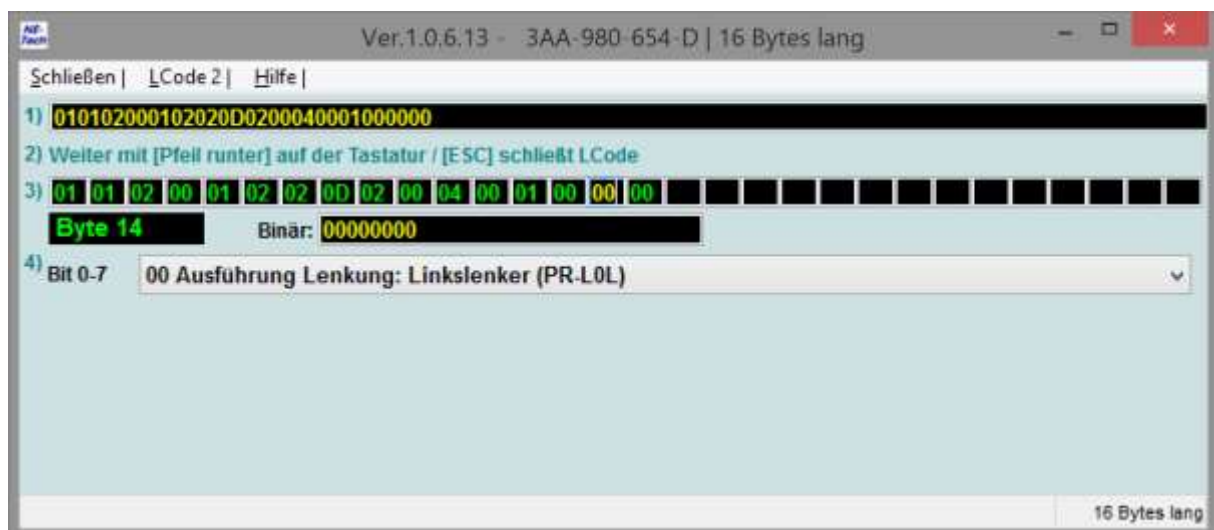 NE-Tech
Ver.1.0.6.13 - 3AA-980-654-D | 16 Bytes lang
Schließen | LCode 2 | Hilfe |
1) 010102000102020D0200040001000000
2) Weiter mit [Pfeil runter] auf der Tastatur / [ESC] schließt LCode
3) 01 01 02 00 01 02 02 0D 02 00 04 00 01 00 00 00
Byte 14 Binär: 00000000
4) Bit 0-7 00 Ausführung Lenkung: Linkslenker (PR-L0L)
16 Bytes lang